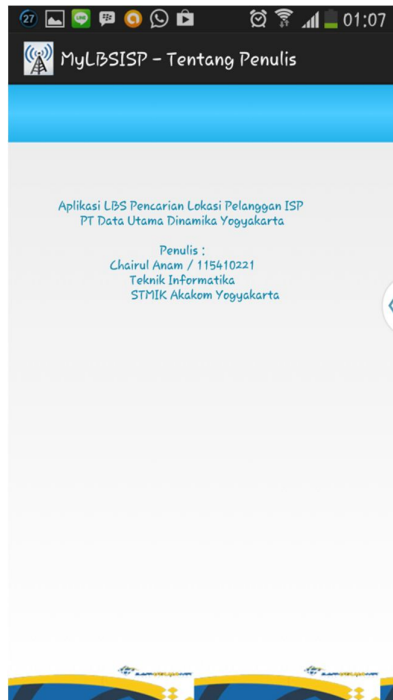 27
01:07
MyLBSISP – Tentang Penulis
Aplikasi LBS Pencarian Lokasi Pelanggan ISP
PT Data Utama Dinamika Yogyakarta
Penulis :
Chairul Anam / 115410221
Teknik Informatika
STMIK Akakom Yogyakarta